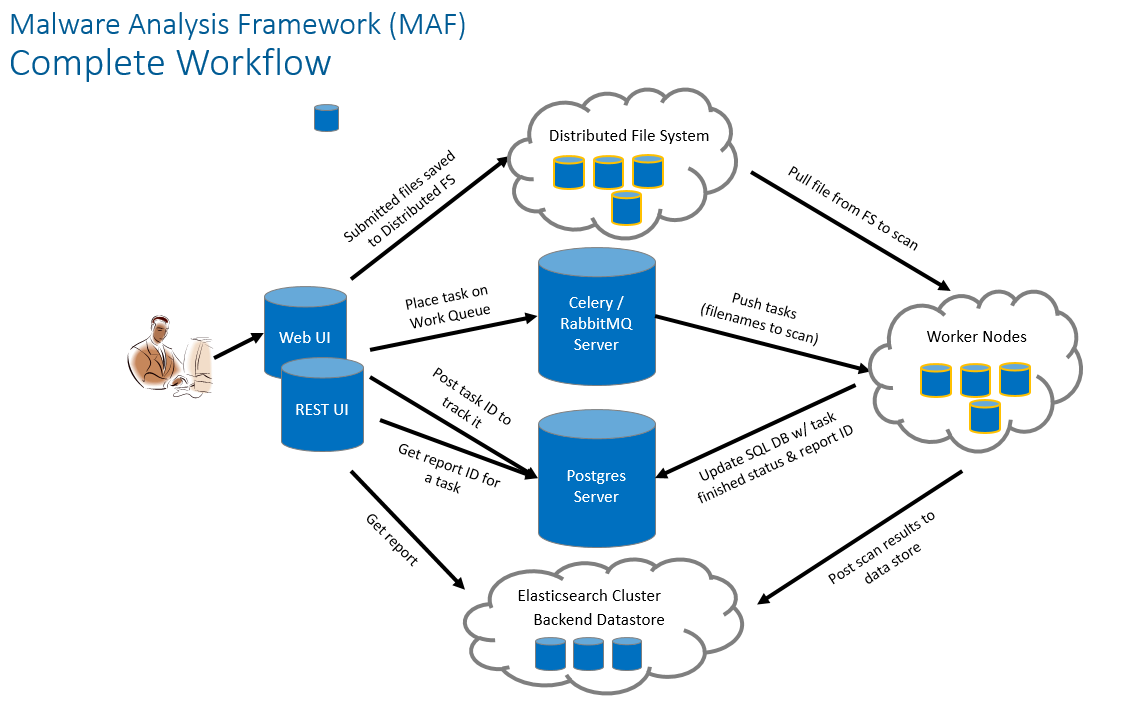 Malware Analysis Framework (MAF)
Complete Workflow
Distributed File System
Submitted files saved
to Distributed FS
Pull file from FS to scan
Celery /
RabbitMQ
Server
Place task on
Work Queue
Push tasks
(filenames to scan)
Web UI
REST UI
Worker Nodes
Post task ID to
track it
Get report ID for
a task
Postgres
Server
Update SQL DB w/ task
finished status & report ID
Get report
Post scan results to
data store
Elasticsearch Cluster
Backend Datastore